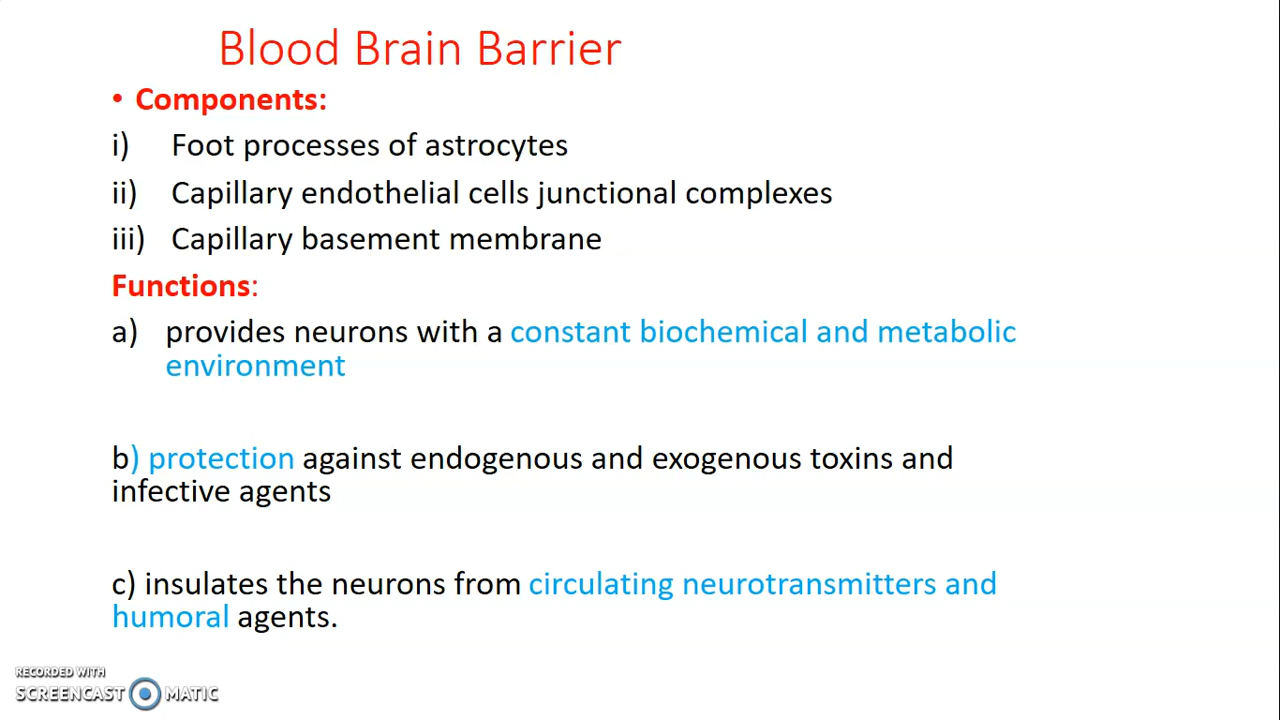 Blood Brain Barrier
• Components:
i) Foot processes of astrocytes
ii) Capillary endothelial cells junctional complexes
iii) Capillary basement membrane
Functions:
a) provides neurons with a constant biochemical and metabolic
environment
b) protection against endogenous and exogenous toxins and
infective agents
c) insulates the neurons from circulating neurotransmitters and
humoral agents.
RECORDED WITH
SCREENCAST MATIC